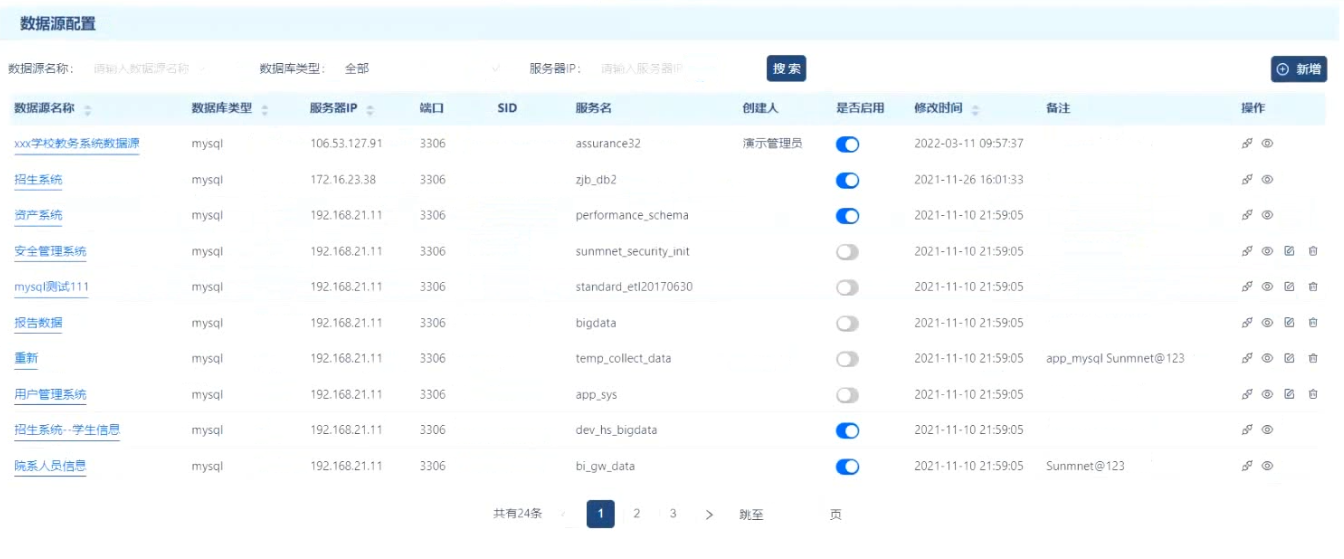 数据源配置
数据源名称： 请输入数据源名称 数据库类型： 全部 服务器IP： 请输入服务器IP 搜索 新增
数据源名称 数据库类型 服务器IP 端口 SID 服务名 创建人 是否启用 修改时间 备注 操作
xxx学校教务系统数据源 mysql 106.53.127.91 3306 assurance32 演示管理员 2022-03-11 09:57:37
招生系统 mysql 172.16.23.38 3306 zjb_db2 2021-11-26 16:01:33
资产系统 mysql 192.168.21.11 3306 performance_schema 2021-11-10 21:59:05
安全管理系统 mysql 192.168.21.11 3306 sunmnet_security_init 2021-11-10 21:59:05
mysql测试111 mysql 192.168.21.11 3306 standard_etl20170630 2021-11-10 21:59:05
报告数据 mysql 192.168.21.11 3306 bigdata 2021-11-10 21:59:05
重新 mysql 192.168.21.11 3306 temp_collect_data 2021-11-10 21:59:05 app_mysql Sunmnet@123
用户管理系统 mysql 192.168.21.11 3306 app_sys 2021-11-10 21:59:05
招生系统--学生信息 mysql 192.168.21.11 3306 dev_hs_bigdata 2021-11-10 21:59:05
院系人员信息 mysql 192.168.21.11 3306 bi_gw_data 2021-11-10 21:59:05 Sunmnet@123
共有24条 1 2 3 跳至 页